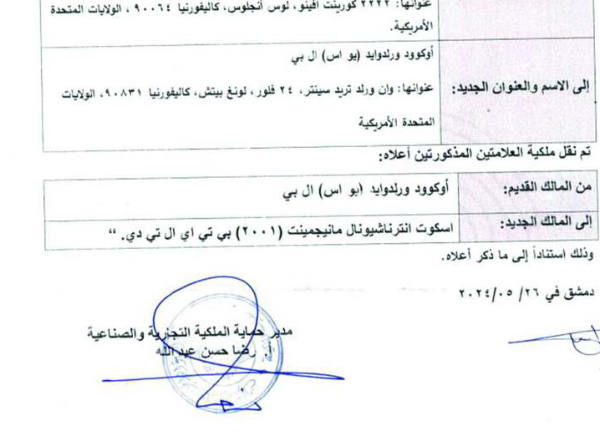 عنوانها: ٢٢٢٢ كورينث افينو، لوس أنجلوس، كاليفورنيا ٩٠٠٦٤، الولايات المتحدة
الأمريكية.
إلى الاسم والعنوان الجديد:
أوكوود ورلدوايد (يو اس) ال بي
عنوانها: وان ورلد تريد سينتر، ٢٤ فلور، لونغ بيتش، كاليفورنيا ٩٠٨٣١، الولايات
المتحدة الأمريكية
تم نقل ملكية العلامتين المذكورتين أعلاه:
من المالك القديم: أوكوود ورلدوايد (يو اس) ال بي
إلى المالك الجديد: اسكوت انترناشيونال مانيجمينت (٢٠٠١) بي تي اي ال تي دي. "
وذلك استناداً إلى ما ذكر أعلاه.
دمشق في ٢٦/ ٠٥/ ٢٠٢٤
مدير حماية الملكية التجارية والصناعية
أ. رضا حسن عبد الله